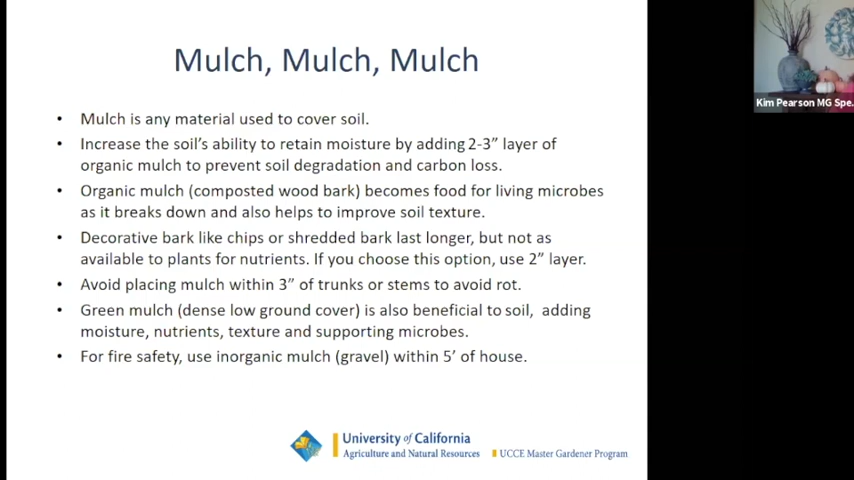 Mulch, Mulch, Mulch
• Mulch is any material used to cover soil.
• Increase the soil's ability to retain moisture by adding 2-3" layer of
organic mulch to prevent soil degradation and carbon loss.
• Organic mulch (composted wood bark) becomes food for living microbes
as it breaks down and also helps to improve soil texture.
• Decorative bark like chips or shredded bark last longer, but not as
available to plants for nutrients. If you choose this option, use 2" layer.
• Avoid placing mulch within 3" of trunks or stems to avoid rot.
• Green mulch (dense low ground cover) is also beneficial to soil, adding
moisture, nutrients, texture and supporting microbes.
• For fire safety, use inorganic mulch (gravel) within 5' of house.
University of California
Agriculture and Natural Resources
UCCE Master Gardener Program
Kim Pearson MG Spe...